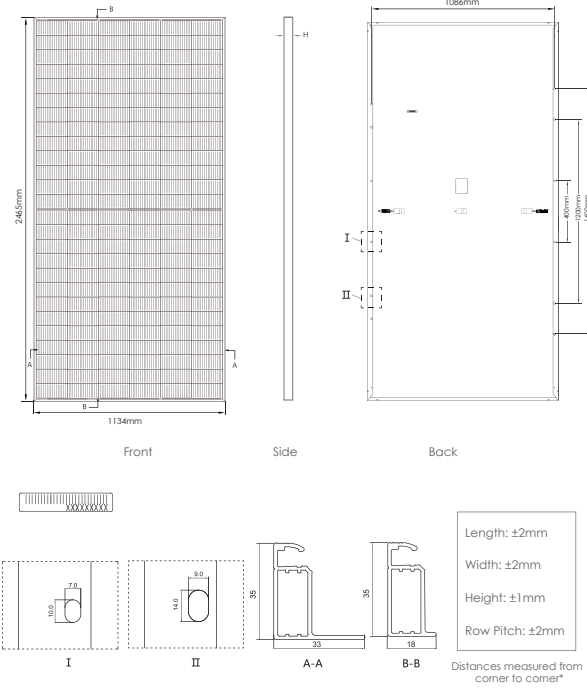 B
H
1086mm
2465mm
400mm
1200mm
I
II
A
A
B
1134mm
Front
Side
Back
XXXXXXXXX
7.0
10.0
9.0
14.0
35
33
35
18
I
II
A-A
B-B
Length: ±2mm
Width: ±2mm
Height: ±1mm
Row Pitch: ±2mm
Distances measured from
corner to corner*